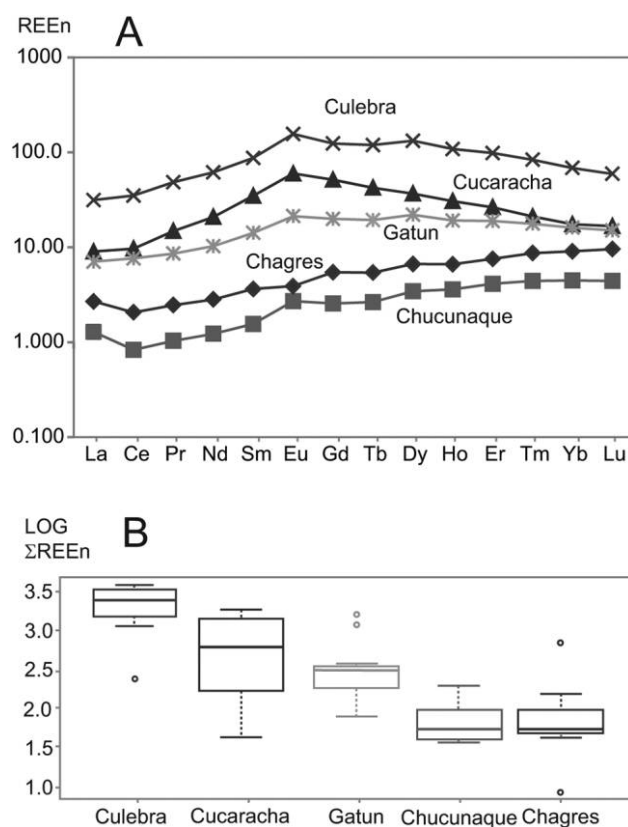 REEn
A
1000
100.0
10.00
1.000
0.100
Culebra
Cucaracha
Gatun
Chagres
Chucunaque
La Ce Pr Nd Sm Eu Gd Tb Dy Ho Er Tm Yb Lu
LOG
ΣREEn
B
3.5
3.0
2.5
2.0
1.5
1.0
Culebra Cucaracha Gatun Chucunaque Chagres